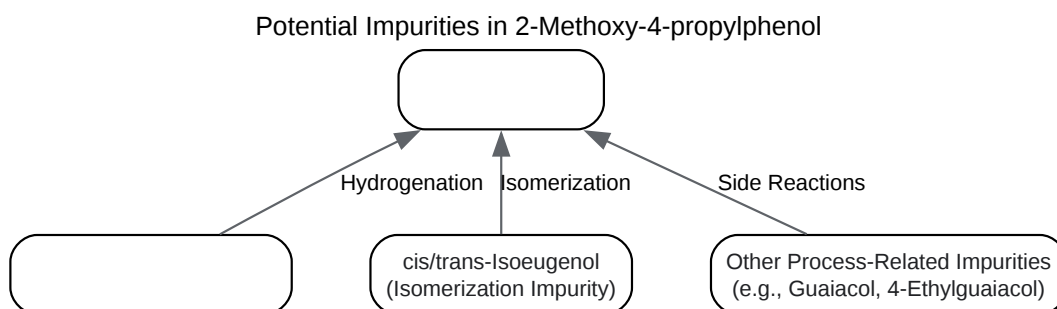 Potential Impurities in 2-Methoxy-4-propylphenol
Hydrogenation
Isomerization
Side Reactions
cis/trans-Isoeugenol
(Isomerization Impurity)
Other Process-Related Impurities
(e.g., Guaiacol, 4-Ethylguaiacol)